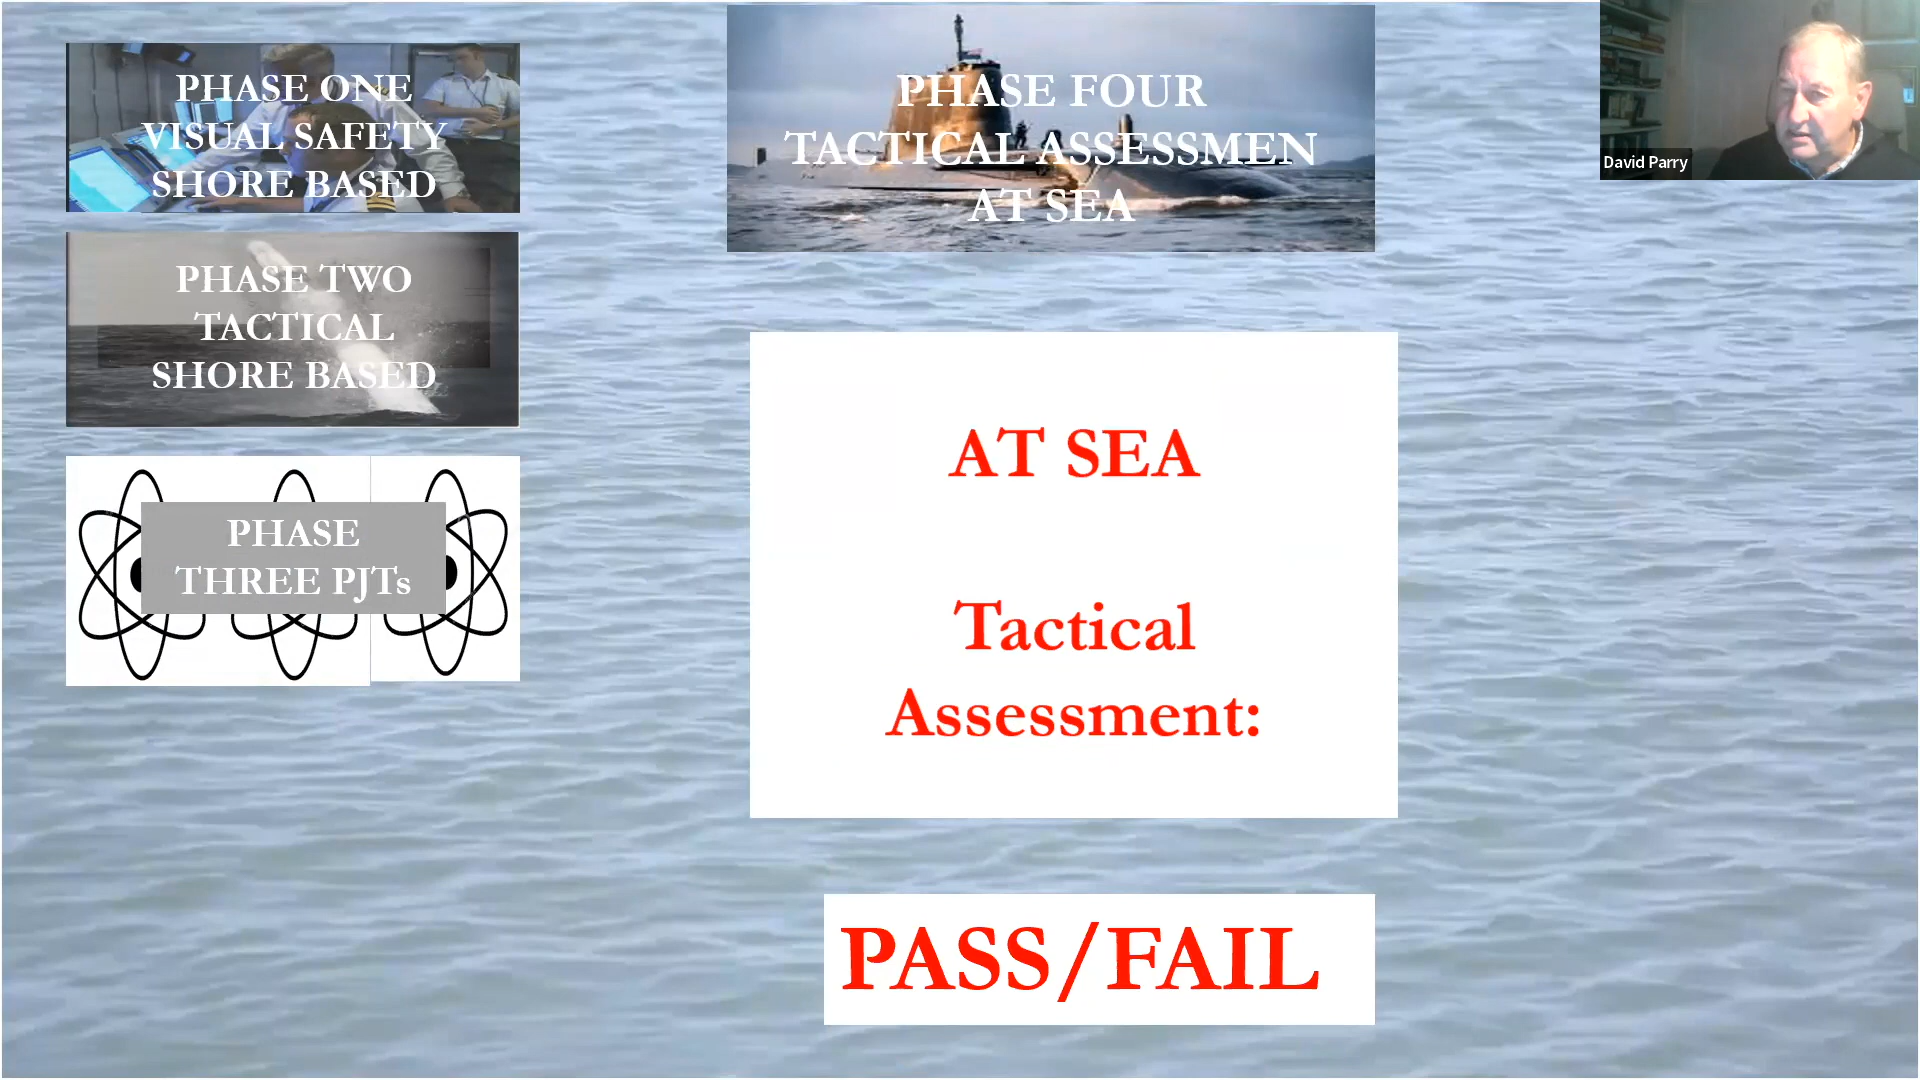 PHASE ONE
VISUAL SAFETY
SHORE BASED
PHASE TWO
TACTICAL
SHORE BASED
PHASE
THREE PJTs
PHASE FOUR
TACTICAL ASSESSMEN
AT SEA
AT SEA
Tactical
Assessment:
PASS/FAIL
David Parry